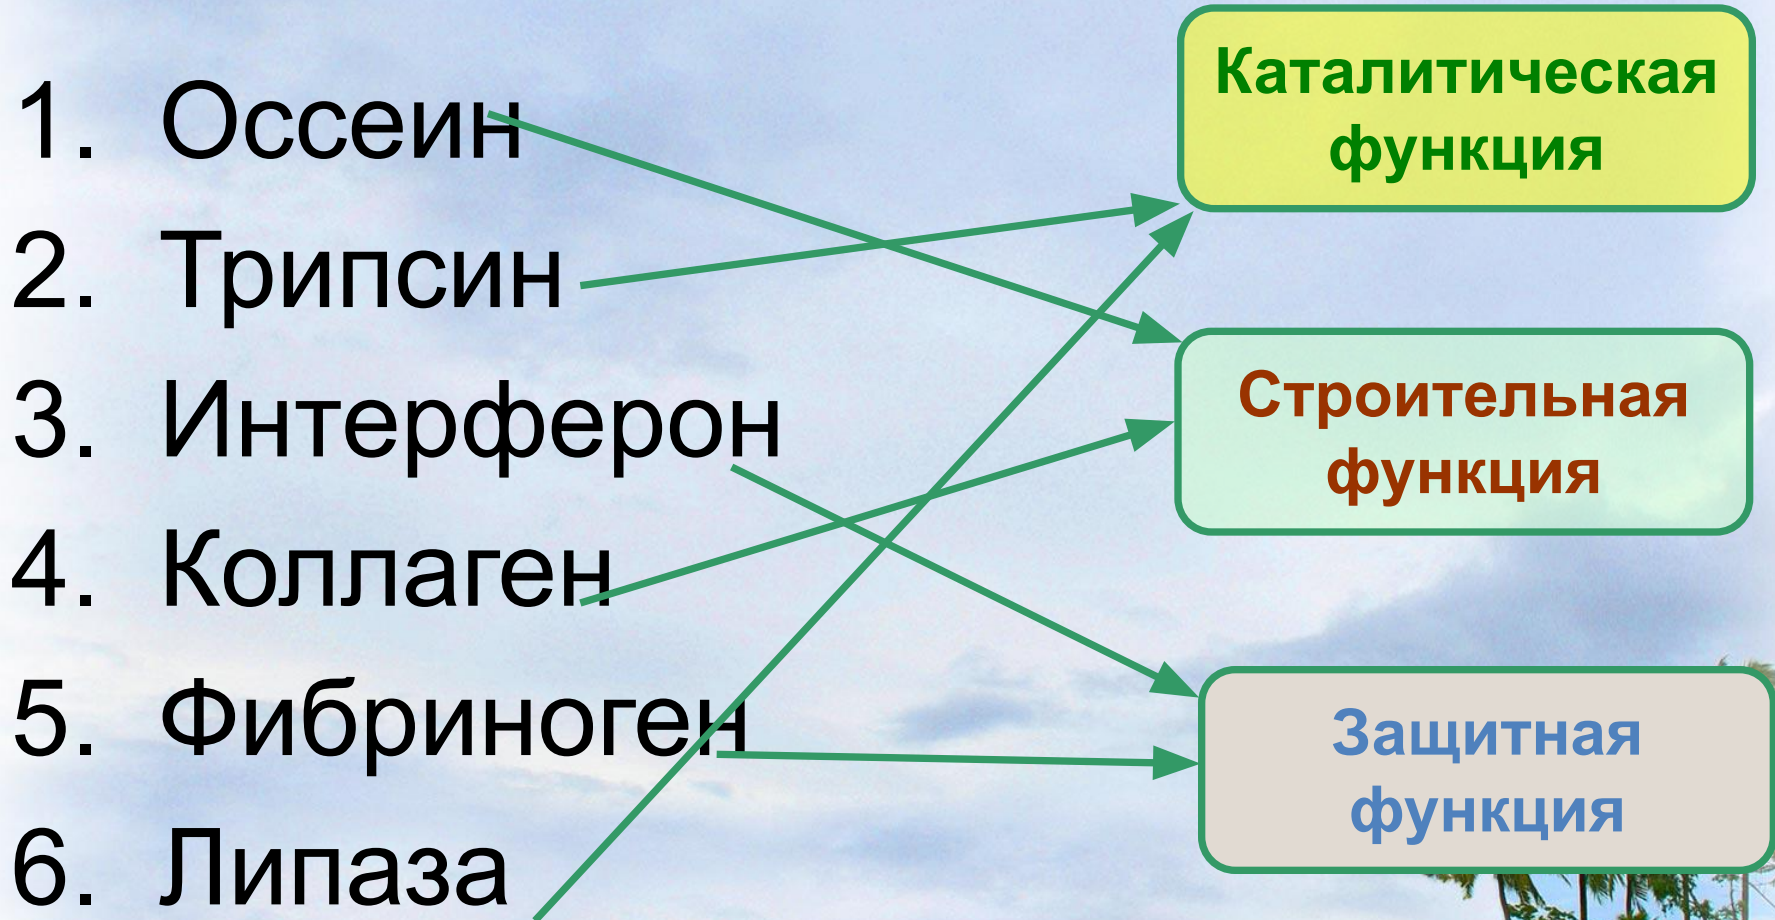 1. Оссеин
2. Трипсин
3. Интерферон
4. Коллаген
5. Фибриноген
6. Липаза
Каталитическая
функция
Строительная
функция
Защитная
функция